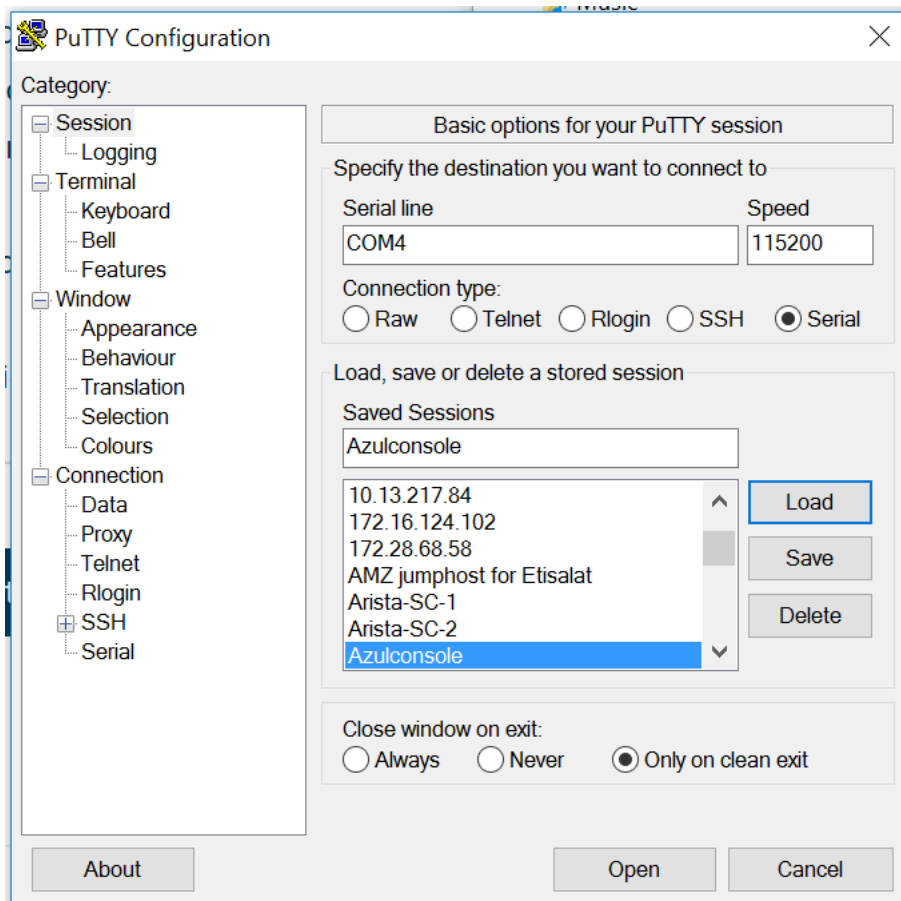 Music
PuTTY Configuration
Category:
Session
Logging
Terminal
Keyboard
Bell
Features
Window
Appearance
Behaviour
Translation
Selection
Colours
Connection
Data
Proxy
Telnet
Rlogin
SSH
Serial
Basic options for your PuTTY session
Specify the destination you want to connect to
Serial line Speed
COM4 115200
Connection type:
Raw Telnet Rlogin SSH Serial
Load, save or delete a stored session
Saved Sessions
Azulconsole
10.13.217.84
172.16.124.102
172.28.68.58
AMZ jumphost for Etisalat
Arista-SC-1
Arista-SC-2
Azulconsole
Load
Save
Delete
Close window on exit:
Always Never Only on clean exit
About Open Cancel